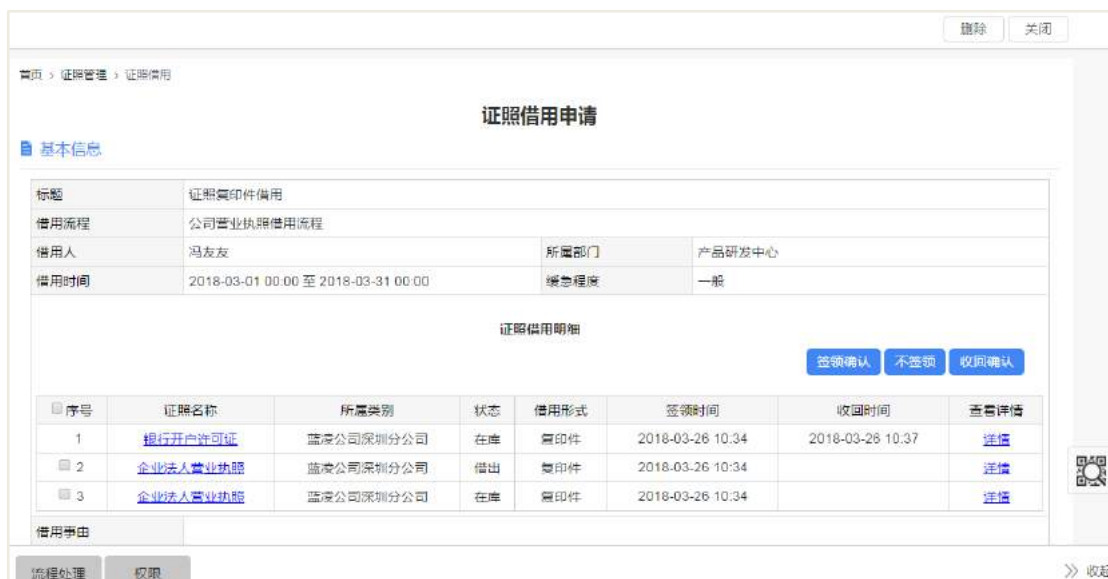 删除 关闭
首页 > 证照管理 > 证照借用
证照借用申请
基本信息
标题 证照复印件借用
借用流程 公司营业执照借用流程
借用人 冯友友 所属部门 产品研发中心
借用时间 2018-03-01 00:00 至 2018-03-31 00:00 缓急程度 一般
证照借用明细
签领确认 不签领 收回确认
序号 证照名称 所属类别 状态 借用形式 签领时间 收回时间 查看详情
1 银行开户许可证 蓝凌公司深圳分公司 在库 复印件 2018-03-26 10:34 2018-03-26 10:37 详情
2 企业法人营业执照 蓝凌公司深圳分公司 借出 复印件 2018-03-26 10:34 详情
3 企业法人营业执照 蓝凌公司深圳分公司 在库 复印件 2018-03-26 10:34 详情
借用事由
流程处理 权限 >> 收起